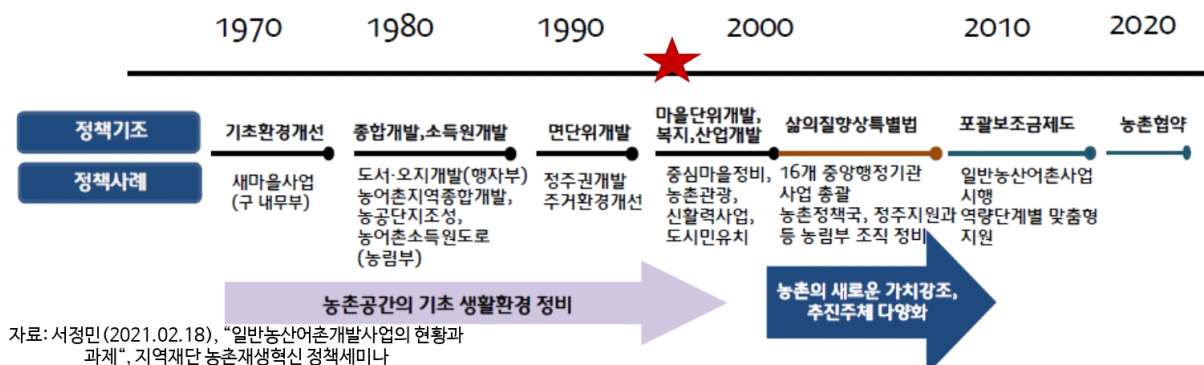 1970
1980
1990
2000
2010
2020
정책기조
정책사례
기초환경개선
새마을사업
(구 내무부)
종합개발,소득원개발
도서·오지개발(행자부)
농어촌지역종합개발,
농공단지조성,
농어촌소득원도로
(농림부)
면단위개발
정주권개발
주거환경개선
마을단위개발,
복지,산업개발
중심마을정비,
농촌관광,
신활력사업,
도시민유치
삶의질향상특별법
16개 중앙행정기관
사업 총괄
농촌정책국, 정주지원과
등 농림부 조직 정비
포괄보조금제도
일반농산어촌사업
시행
역량단계별 맞춤형
지원
농촌협약
농촌공간의 기초 생활환경 정비
농촌의 새로운 가치강조,
추진주체 다양화
자료: 서정민(2021.02.18), “일반농산어촌개발사업의 현황과
과제“, 지역재단 농촌재생혁신 정책세미나